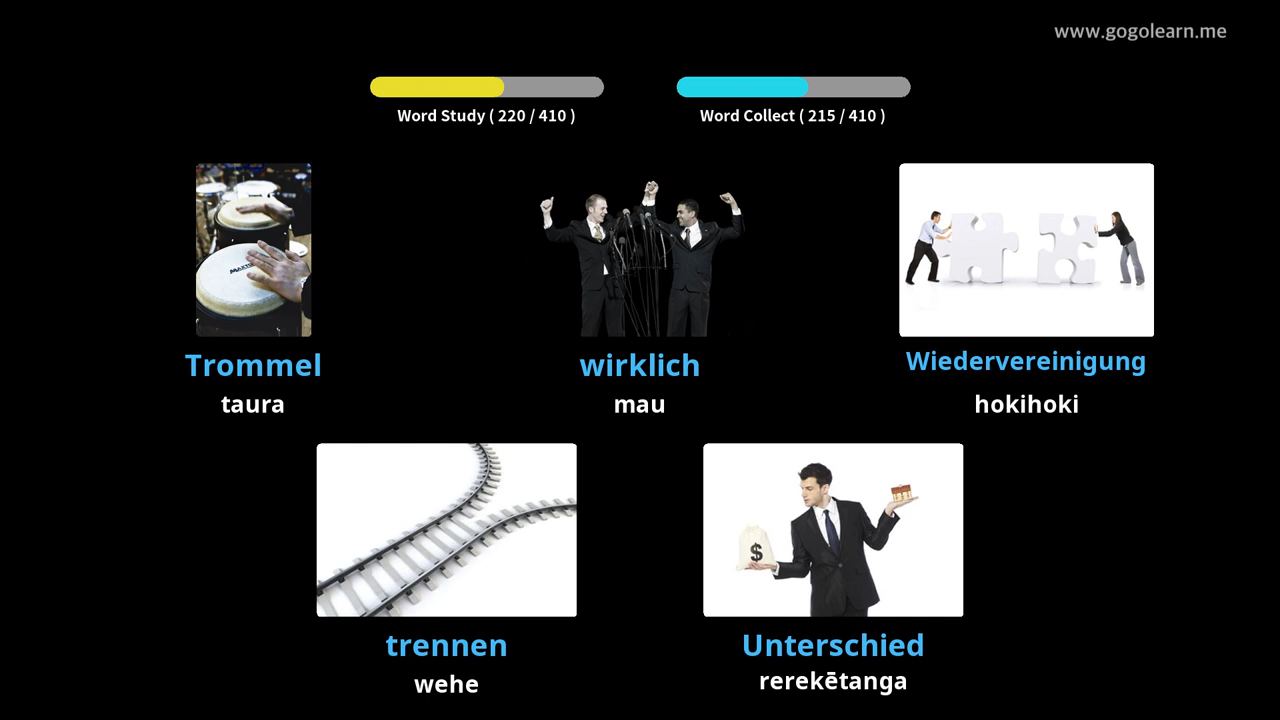 www.gogolearn.me
Word Study ( 220 / 410 )
Word Collect ( 215 / 410 )
Trommel
taura
wirklich
mau
Wiedervereinigung
hokihoki
$
trennen
wehe
Unterschied
rerekētanga